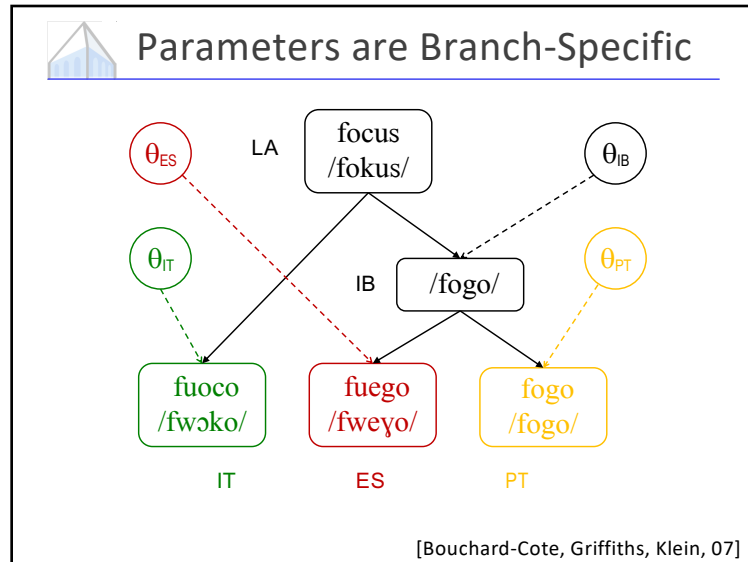 Parameters are Branch-Specific
LA
focus
/fokus/
θES
θIB
θIT
θPT
IB
/fogo/
fuoco
/fwɔko/
fuego
/fweɣo/
fogo
/fogo/
IT
ES
PT
[Bouchard-Cote, Griffiths, Klein, 07]